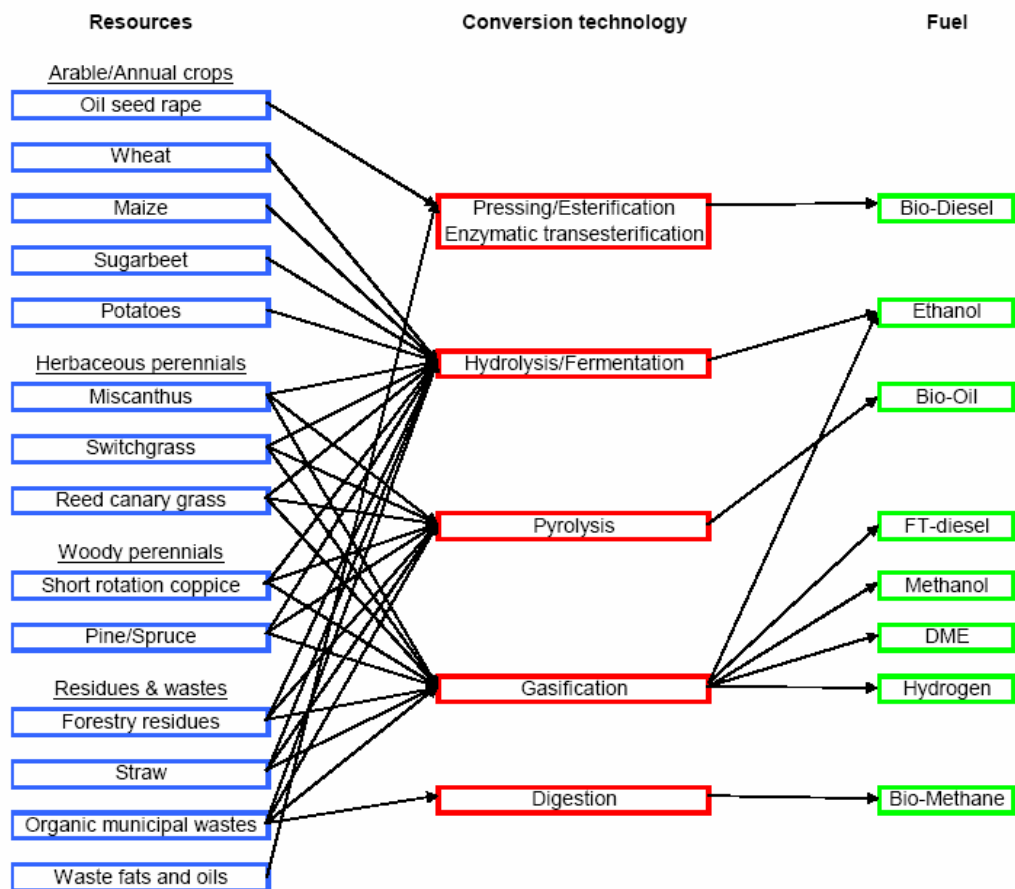 Resources
Conversion technology
Fuel
Arable/Annual crops
Oil seed rape
Wheat
Maize
Sugarbeet
Potatoes
Herbaceous perennials
Miscanthus
Switchgrass
Reed canary grass
Woody perennials
Short rotation coppice
Pine/Spruce
Residues & wastes
Forestry residues
Straw
Organic municipal wastes
Waste fats and oils
Pressing/Esterification
Enzymatic transesterification
Hydrolysis/Fermentation
Pyrolysis
Gasification
Digestion
Bio-Diesel
Ethanol
Bio-Oil
FT-diesel
Methanol
DME
Hydrogen
Bio-Methane